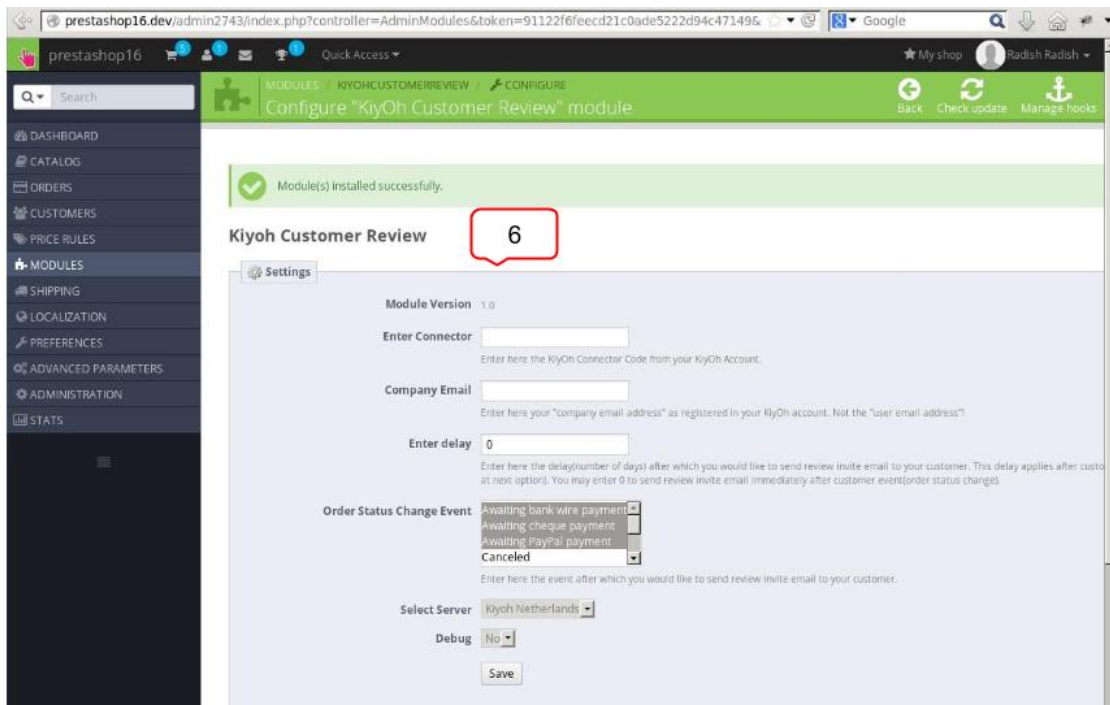 prestashop16.dev/admin2743/index.php?controller=AdminModules&token=91122f6feecd21c0ade5222d94c47149&
Google
prestashop16
5
1
1
Quick Access
My shop
Radish Radish
Search
MODULES / KIYOHCUSTOMERREVIEW / CONFIGURE
Configure "KiyOh Customer Review" module
Back
Check update
Manage hooks
DASHBOARD
CATALOG
ORDERS
CUSTOMERS
PRICE RULES
MODULES
SHIPPING
LOCALIZATION
PREFERENCES
ADVANCED PARAMETERS
ADMINISTRATION
STATS
Module(s) installed successfully.
Kiyoh Customer Review
6
Settings
Module Version 1.0
Enter Connector
Enter here the KiyOh Connector Code from your KiyOh Account.
Company Email
Enter here your "company email address" as registered in your KiyOh account. Not the "user email address"!
Enter delay 0
Enter here the delay(number of days) after which you would like to send review invite email to your customer. This delay applies after custo
at next option). You may enter 0 to send review invite email immediately after customer event(order status change).
Order Status Change Event
Awaiting bank wire payment
Awaiting cheque payment
Awaiting PayPal payment
Canceled
Enter here the event after which you would like to send review invite email to your customer.
Select Server Kiyoh Netherlands
Debug No
Save